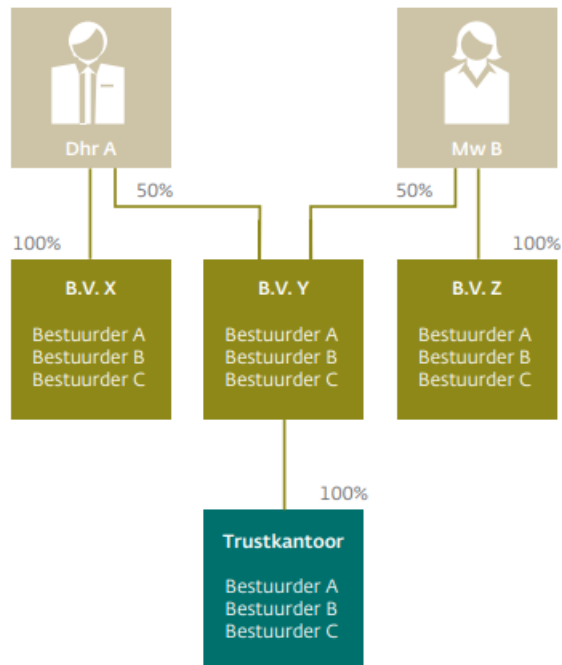 Dhr A
Mw B
50%
50%
100%
100%
B.V. X
Bestuurder A
Bestuurder B
Bestuurder C
B.V. Y
Bestuurder A
Bestuurder B
Bestuurder C
B.V. Z
Bestuurder A
Bestuurder B
Bestuurder C
100%
Trustkantoor
Bestuurder A
Bestuurder B
Bestuurder C